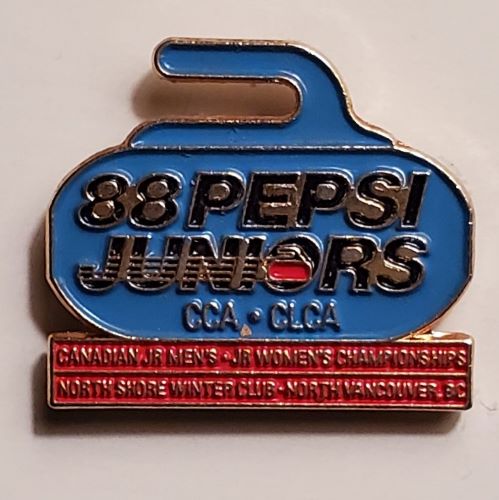 88 PEPSI
JUNIORS
CCA • CLCA
CANADIAN JR MEN'S • JR WOMEN'S CHAMPIONSHIPS
NORTH SHORE WINTER CLUB • NORTH VANCOUVER, BC